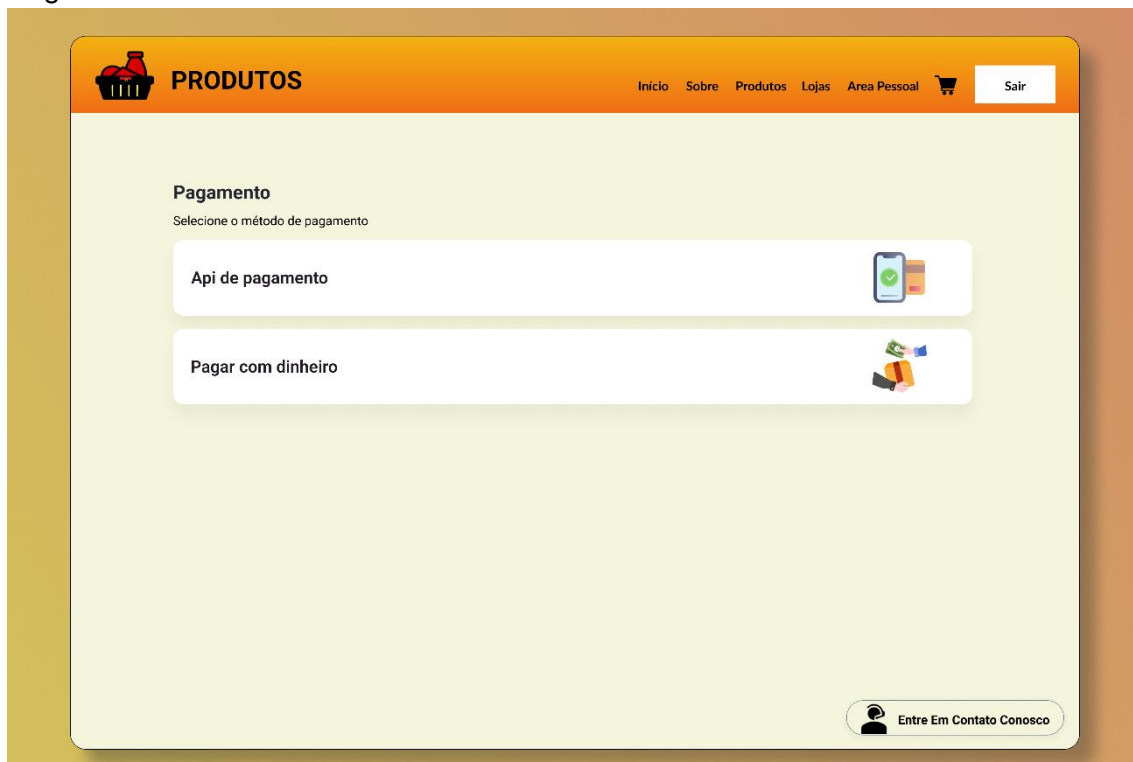 PRODUTOS
Início Sobre Produtos Lojas Area Pessoal Sair
Pagamento
Selecione o método de pagamento
Api de pagamento
Pagar com dinheiro
Entre Em Contato Conosco